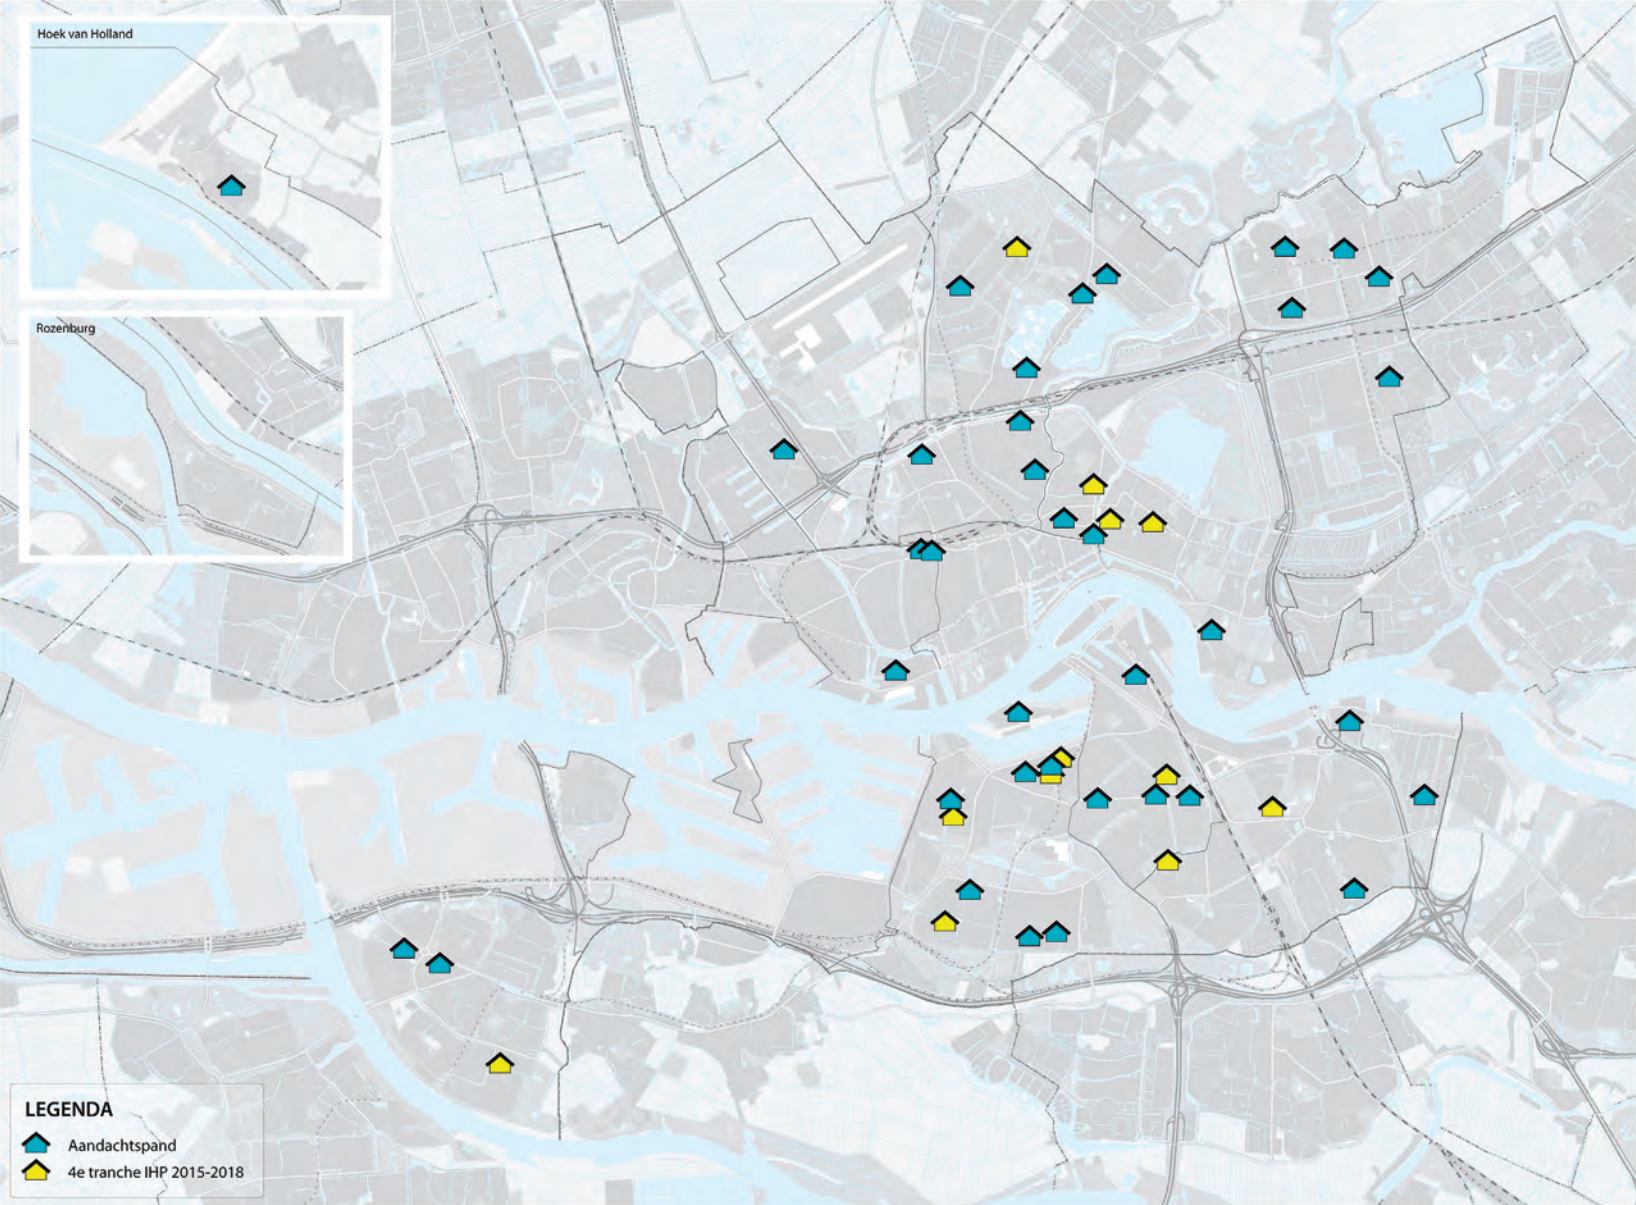 Hoek van Holland
Rozenburg
LEGENDA
Aandachtspand
4e tranche IHP 2015-2018